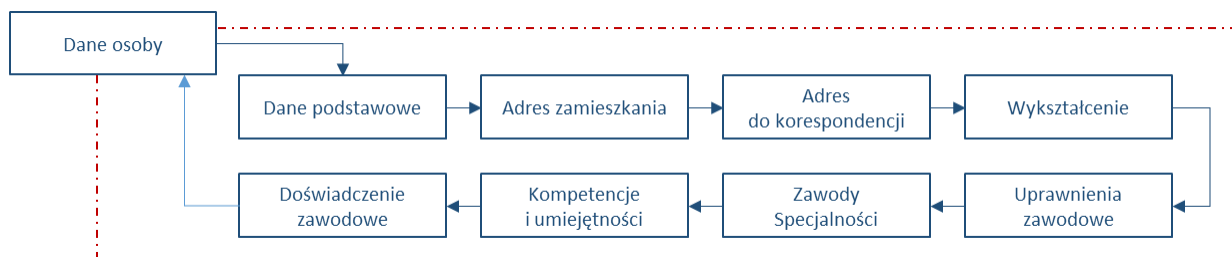 Dane osoby
Dane podstawowe
Adres zamieszkania
Adres
do korespondencji
Wykształcenie
Doświadczenie
zawodowe
Kompetencje
i umiejętności
Zawody
Specjalności
Uprawnienia
zawodowe